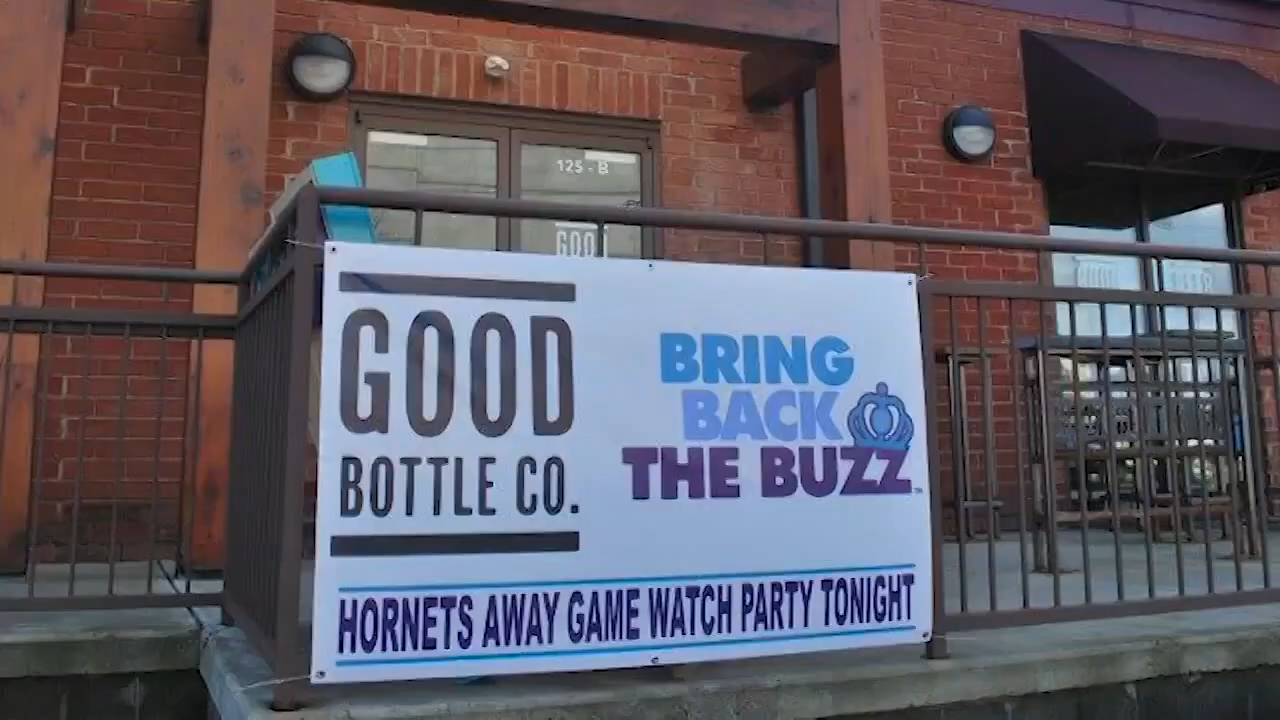 125 - B
GOOD
GOOD
BOTTLE CO.
BRING
BACK
THE BUZZ
HORNETS AWAY GAME WATCH PARTY TONIGHT